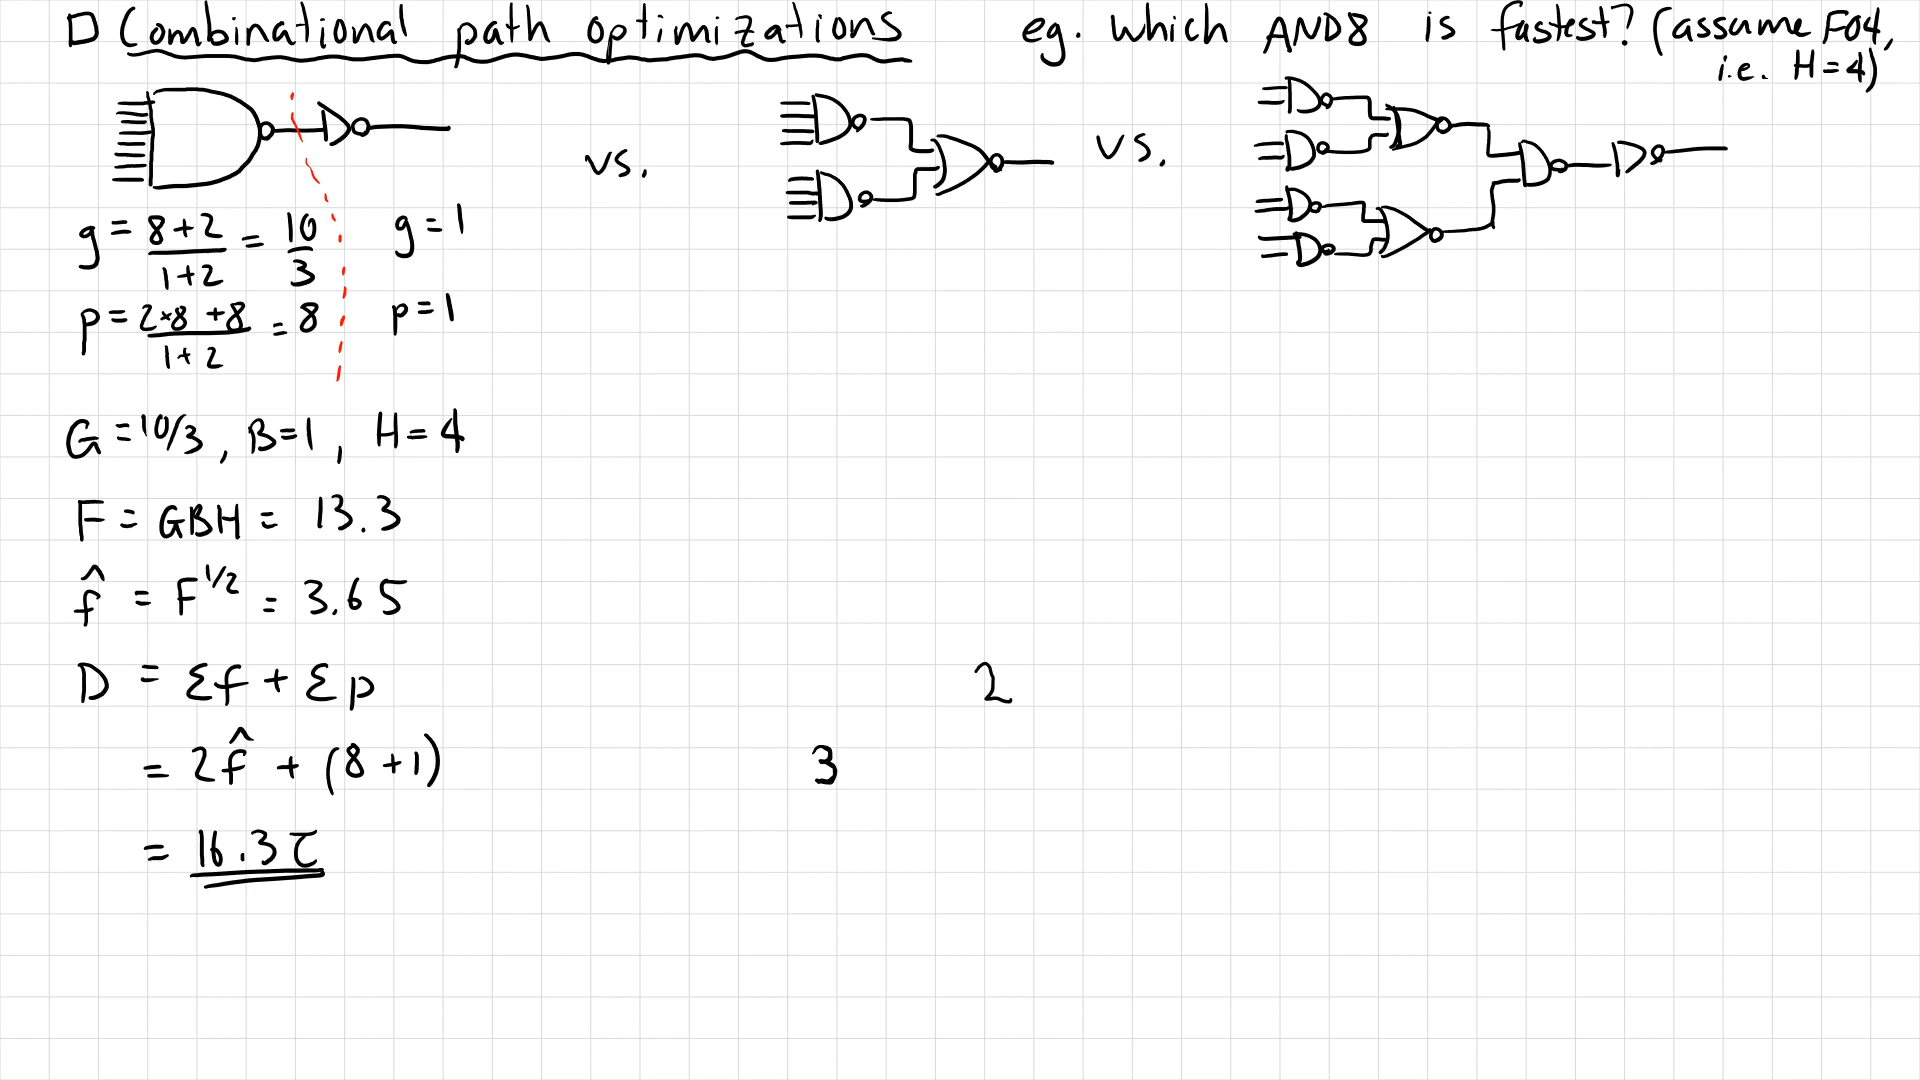 Combinational path optimizations
eg. which AND8 is fastest? (assume FO4,
i.e. H=4)
vs.
vs.
g = 8+2/1+2 = 10/3
g = 1
p = 2×8+8/1+2 = 8
p = 1
G = 10/3, B=1, H=4
F = GBH = 13.3
f̂ = F^1/2 = 3.65
D = Σf + Σp
2
= 2f̂ + (8+1)
3
= 16.3τ